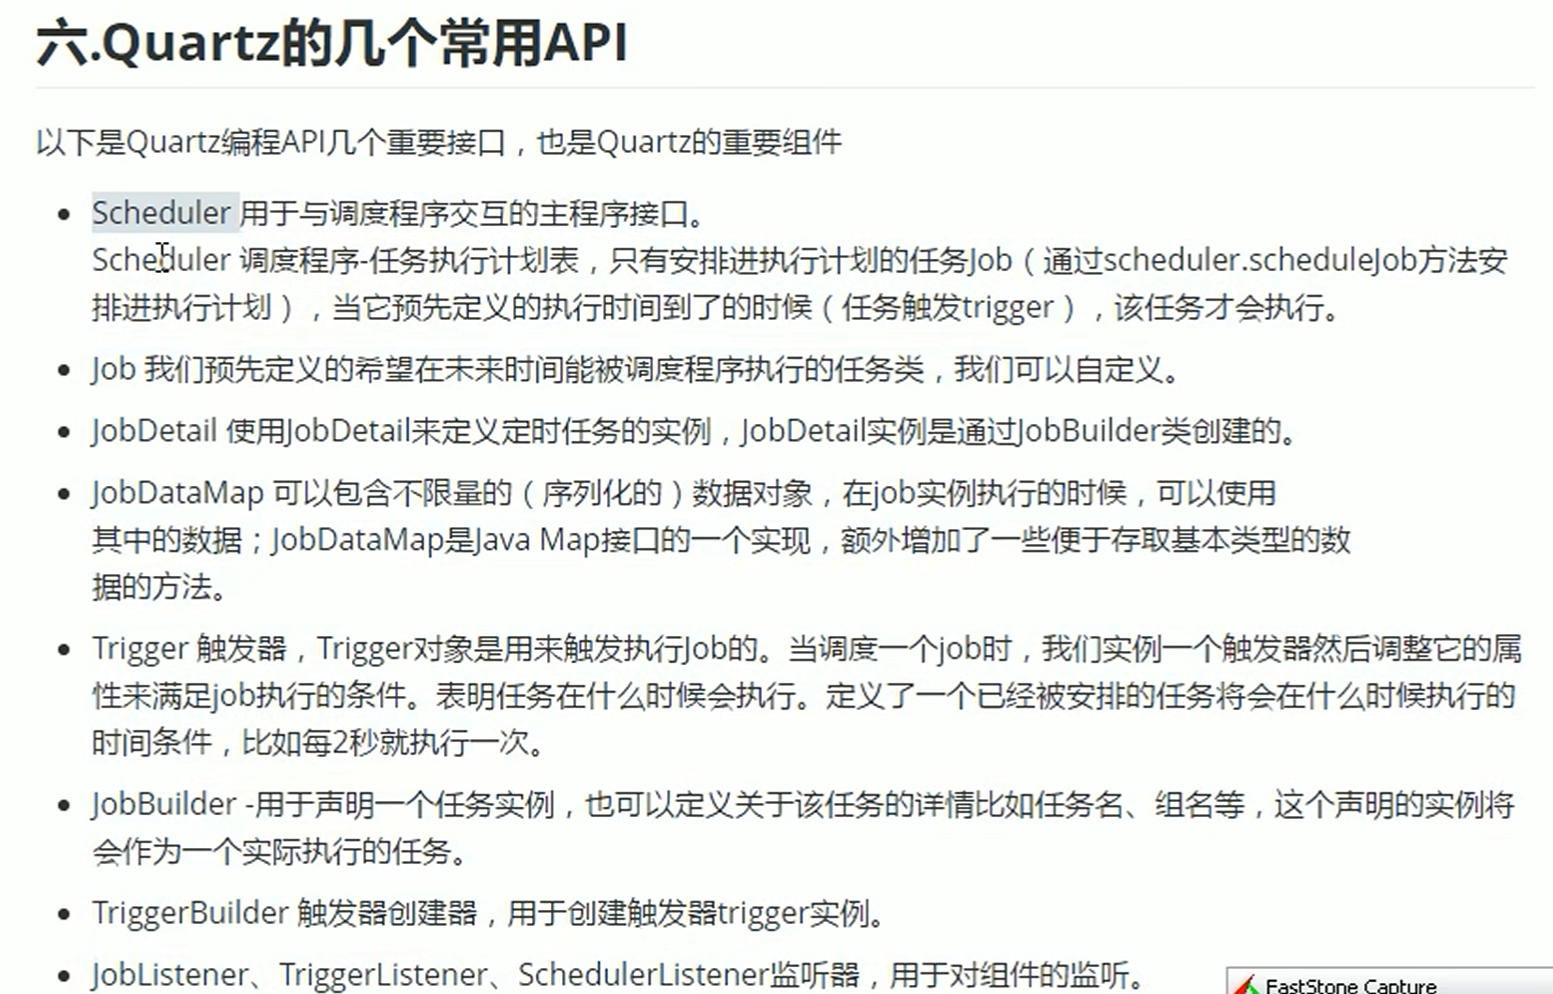 六.Quartz的几个常用API
以下是Quartz编程API几个重要接口，也是Quartz的重要组件
Scheduler 用于与调度程序交互的主程序接口。
Scheduler 调度程序-任务执行计划表，只有安排进执行计划的任务Job（通过scheduler.scheduleJob方法安
排进执行计划），当它预先定义的执行时间到了的时候（任务触发trigger），该任务才会执行。
Job 我们预先定义的希望在未来时间能被调度程序执行的任务类，我们可以自定义。
JobDetail 使用JobDetail来定义定时任务的实例，JobDetail实例是通过JobBuilder类创建的。
JobDataMap 可以包含不限量的（序列化的）数据对象，在job实例执行的时候，可以使用
其中的数据；JobDataMap是Java Map接口的一个实现，额外增加了一些便于存取基本类型的数
据的方法。
Trigger 触发器，Trigger对象是用来触发执行Job的。当调度一个job时，我们实例一个触发器然后调整它的属
性来满足job执行的条件。表明任务在什么时候会执行。定义了一个已经被安排的任务将会在什么时候执行的
时间条件，比如每2秒就执行一次。
JobBuilder -用于声明一个任务实例，也可以定义关于该任务的详情比如任务名、组名等，这个声明的实例将
会作为一个实际执行的任务。
TriggerBuilder 触发器创建器，用于创建触发器trigger实例。
JobListener、TriggerListener、SchedulerListener监听器，用于对组件的监听。
FastStone Capture